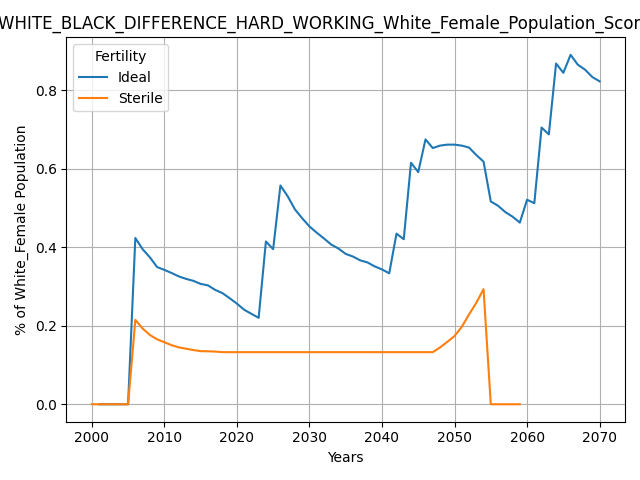 WHITE_BLACK_DIFFERENCE_HARD_WORKING_White_Female_Population_Scor
Fertility
Ideal
Sterile
% of White_Female Population
0.8
0.6
0.4
0.2
0.0
2000 2010 2020 2030 2040 2050 2060 2070
Years